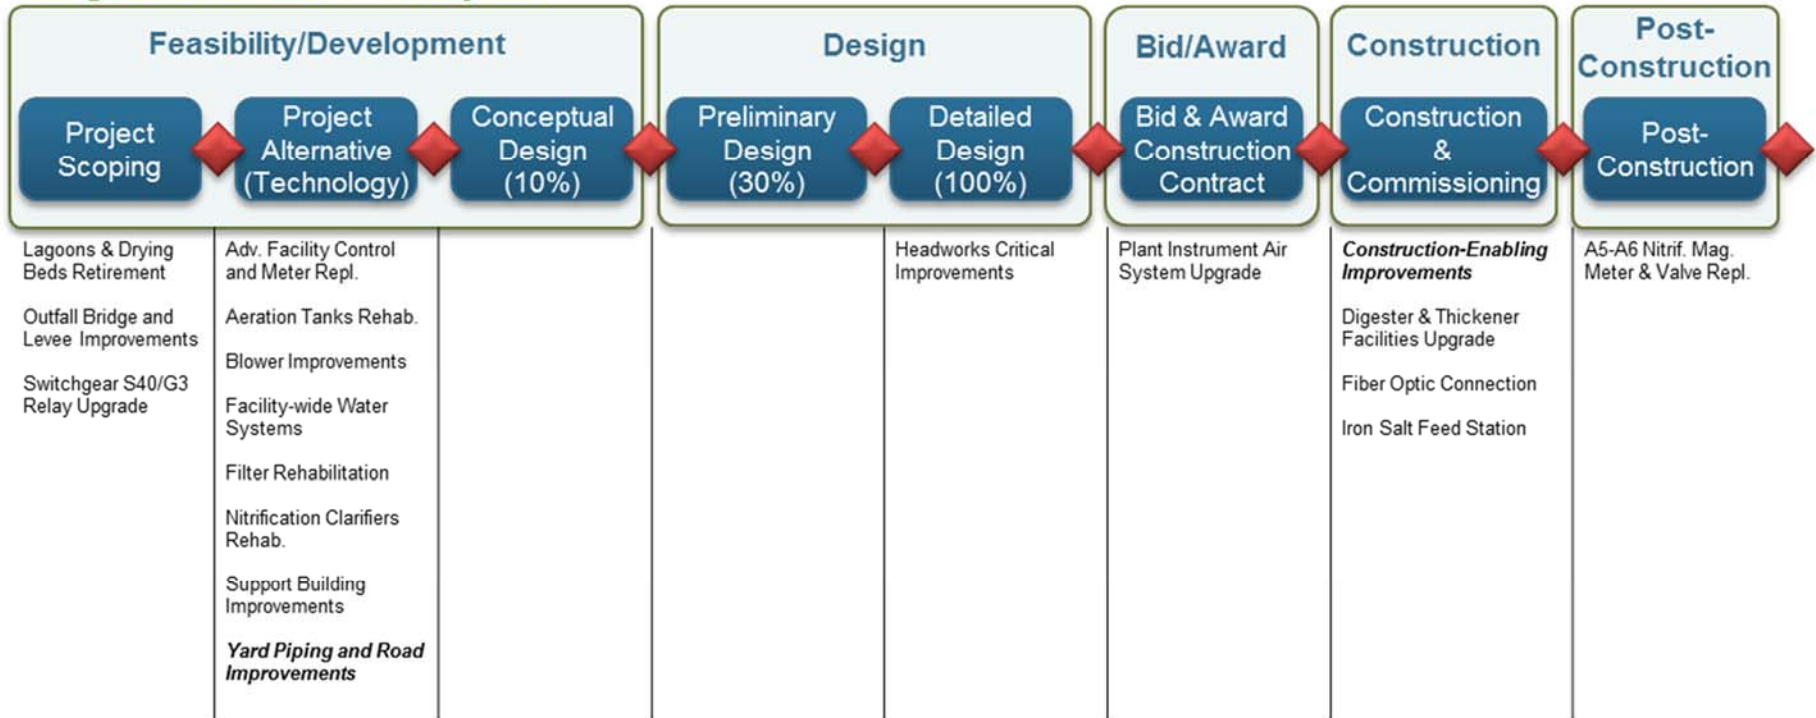 Feasibility/Development
Design
Bid/Award
Construction
Post-
Construction
Project
Scoping
Project
Alternative
(Technology)
Conceptual
Design
(10%)
Preliminary
Design
(30%)
Detailed
Design
(100%)
Bid & Award
Construction
Contract
Construction
&
Commissioning
Post-
Construction
Lagoons & Drying
Beds Retirement
Outfall Bridge and
Levee Improvements
Switchgear S40/G3
Relay Upgrade
Adv. Facility Control
and Meter Repl.
Aeration Tanks Rehab.
Blower Improvements
Facility-wide Water
Systems
Filter Rehabilitation
Nitrification Clarifiers
Rehab.
Support Building
Improvements
Yard Piping and Road
Improvements
Headworks Critical
Improvements
Plant Instrument Air
System Upgrade
Construction-Enabling
Improvements
Digester & Thickener
Facilities Upgrade
Fiber Optic Connection
Iron Salt Feed Station
A5-A6 Nitrif. Mag.
Meter & Valve Repl.